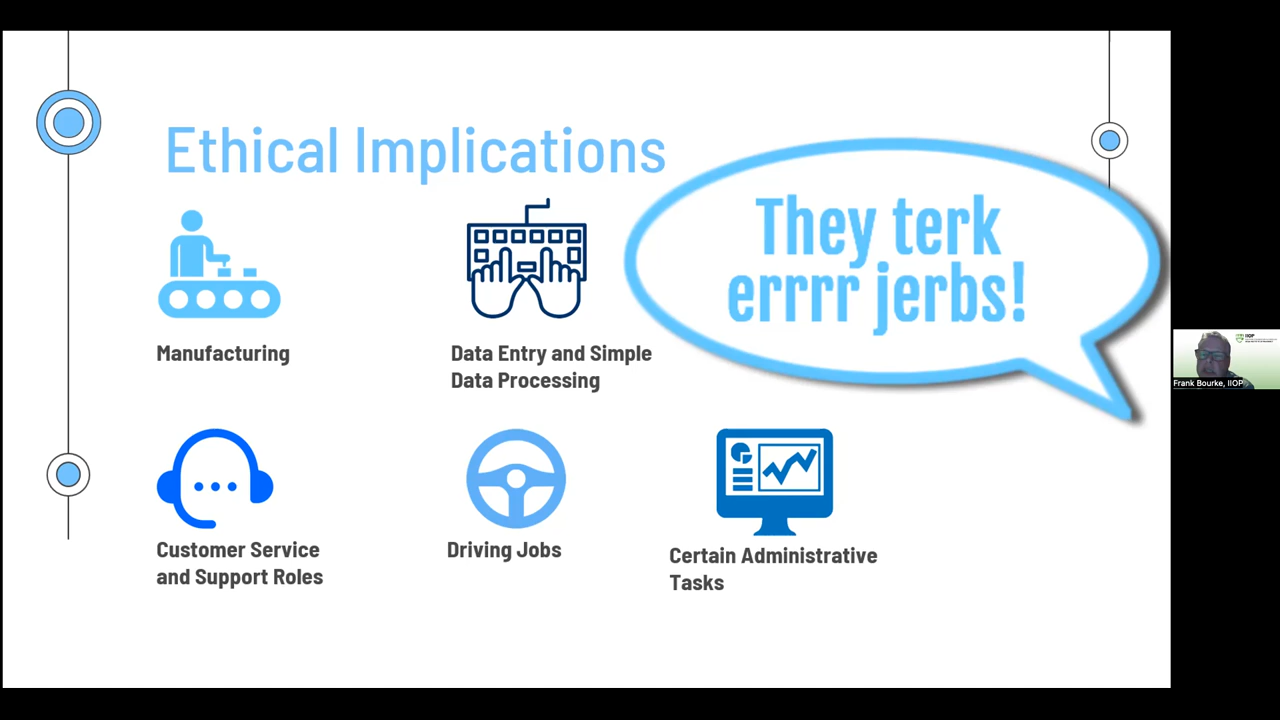 Ethical Implications
They terk
errrr jerbs!
Manufacturing
Data Entry and Simple
Data Processing
Customer Service
and Support Roles
Driving Jobs
Certain Administrative
Tasks
IIOP
Frank Bourke, IIOP